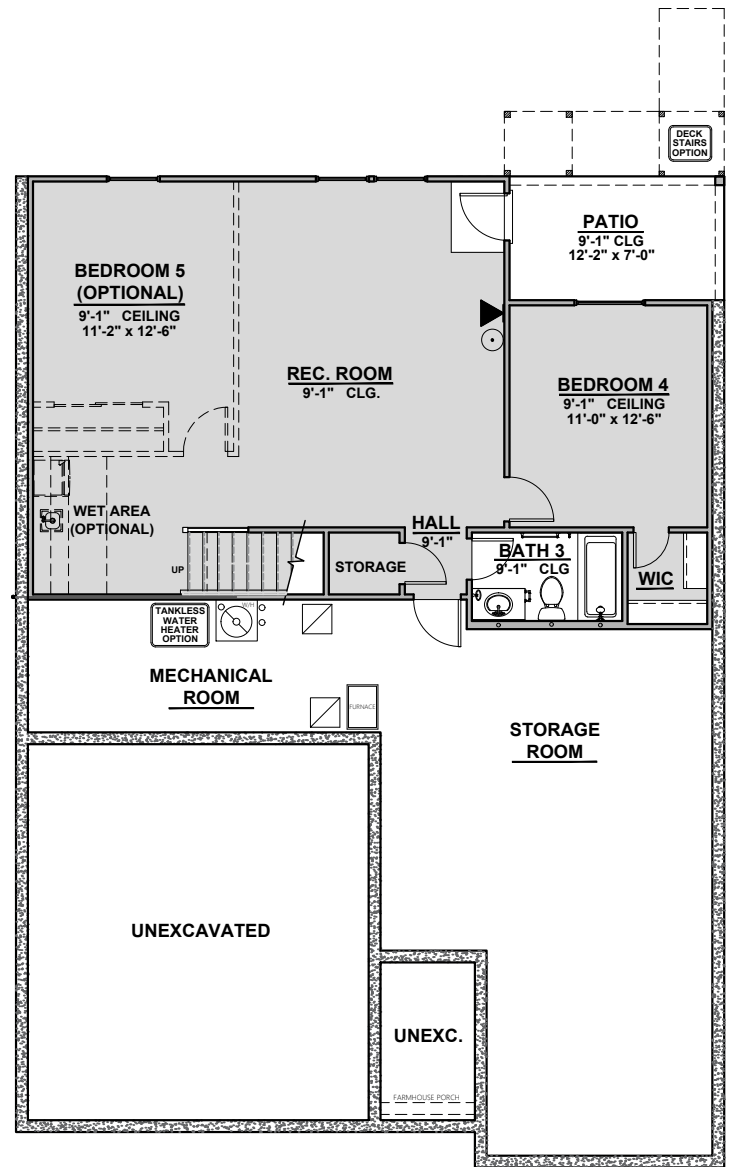 DECK
STAIRS
OPTION
PATIO
9'-1" CLG
12'-2" x 7'-0"
BEDROOM 5
(OPTIONAL)
9'-1" CEILING
11'-2" x 12'-6"
REC. ROOM
9'-1" CLG.
BEDROOM 4
9'-1" CEILING
11'-0" x 12'-6"
WET AREA
(OPTIONAL)
HALL
9'-1"
UP
STORAGE
BATH 3
9'-1" CLG
WIC
TANKLESS
WATER
HEATER
OPTION
W/H
MECHANICAL
ROOM
FURNACE
STORAGE
ROOM
UNEXCAVATED
UNEXC.
FARMHOUSE PORCH